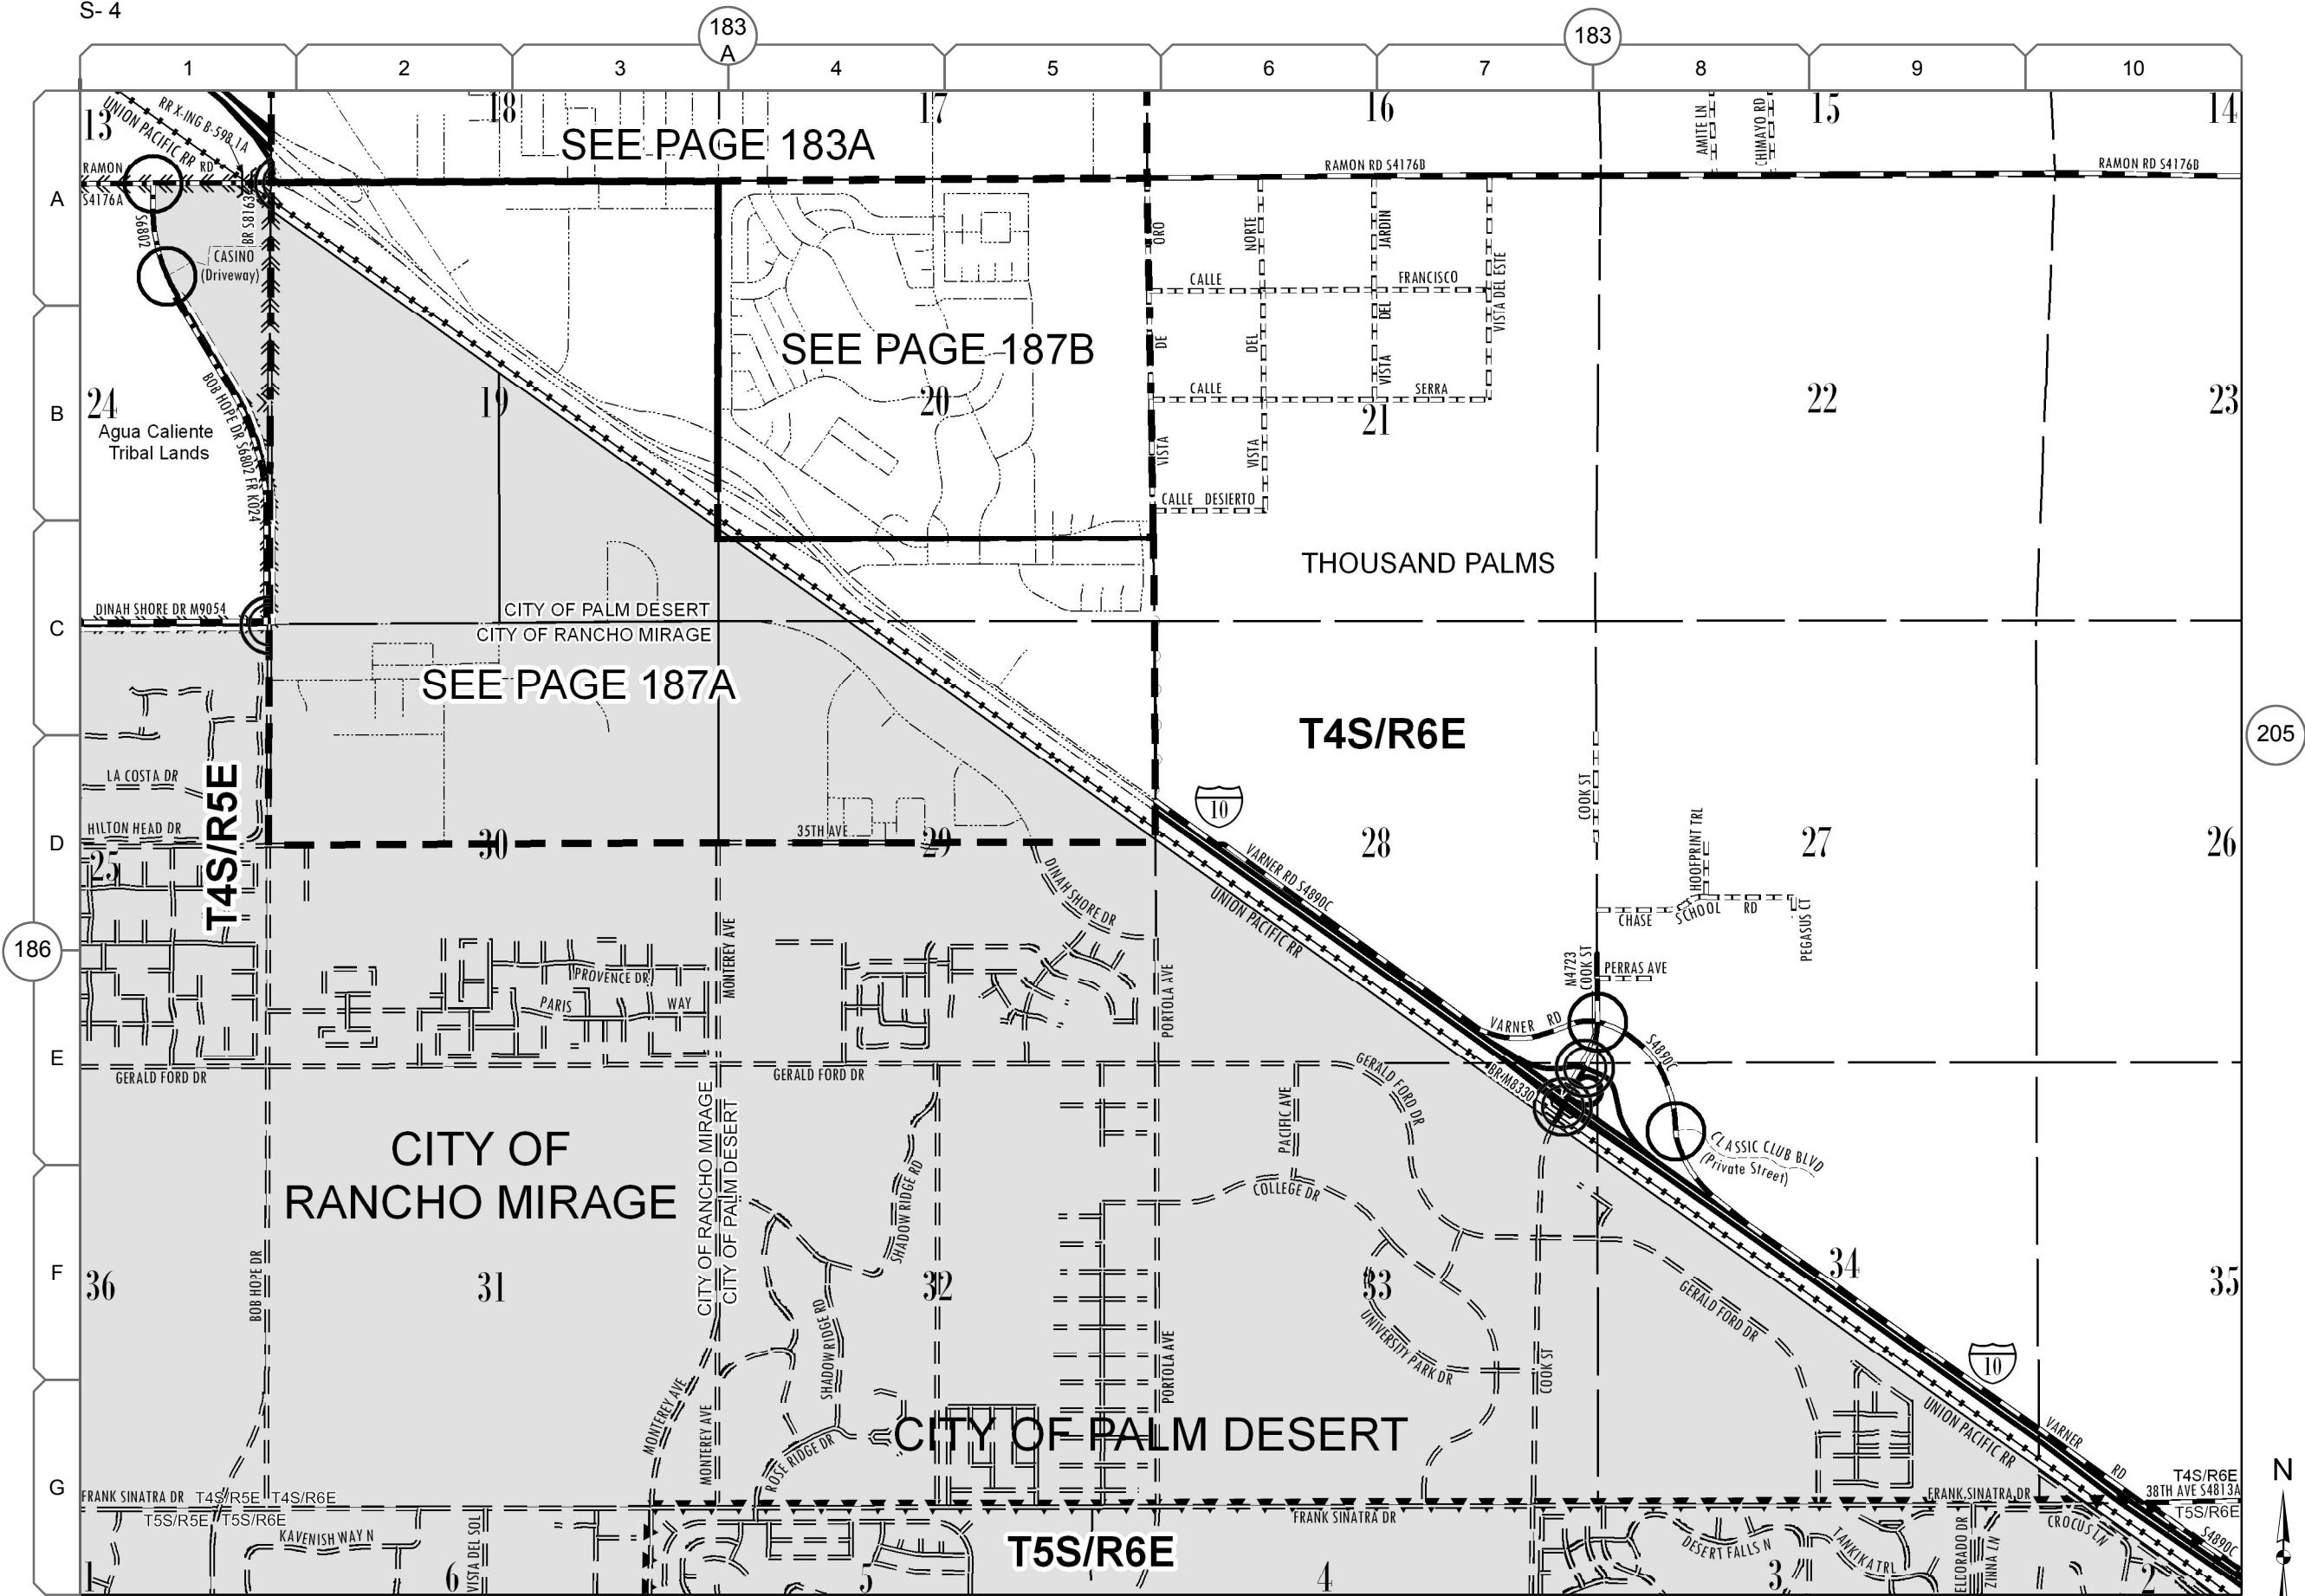 S- 4
183
A
183
1
2
3
4
5
6
7
8
9
10
A
B
C
D
E
F
G
186
205
13
18
17
16
15
14
RR X-ING B-598.1A
UNION PACIFIC RR
SEE PAGE 183A
AMITE LN
CHIMAYO RD
RAMON RD
S4176A
RAMON RD S4176B
RAMON RD S4176B
S6802
CASINO
(Driveway)
ORO
NORTE
JARDIN
CALLE FRANCISCO
VISTA DEL ESTE
SEE PAGE 187B
DE
DEL
DEL
VISTA
CALLE SERRA
24
19
20
21
22
23
BOB HOPE DR S6802 FR K024
Agua Caliente
Tribal Lands
VISTA
VISTA
CALLE DESIERTO
THOUSAND PALMS
DINAH SHORE DR M9054
CITY OF PALM DESERT
CITY OF RANCHO MIRAGE
SEE PAGE 187A
T4S/R6E
T4S/R5E
LA COSTA DR
HILTON HEAD DR
25
30
35TH AVE
29
28
27
26
10
COOK ST
HOOFPRINT TRL
VARNER RD S4890C
UNION PACIFIC RR
DINAH SHORE DR
CHASE SCHOOL RD
PEGASUS CT
MONTEREY AVE
PORTOLA AVE
PROVENCE DR
PARIS WAY
N4723
COOK ST
PERRAS AVE
VARNER RD
S4890C
GERALD FORD DR
GERALD FORD DR
GERALD FORD DR
BR M8330
PACIFIC AVE
CLASSIC CLUB BLVD
(Private Street)
CITY OF
RANCHO MIRAGE
CITY OF RANCHO MIRAGE
CITY OF PALM DESERT
SHADOW RIDGE RD
COLLEGE DR
BOB HOPE DR
36
31
32
33
34
35
SHADOW RIDGE RD
UNIVERSITY PARK DR
GERALD FORD DR
COOK ST
PORTOLA AVE
10
MONTEREY AVE
MONTEREY AVE
ROSE RIDGE DR
CITY OF PALM DESERT
UNION PACIFIC RR
VARNER RD
T4S/R6E
38TH AVE S4813A
T5S/R6E
N
FRANK SINATRA DR
T4S/R5E T4S/R6E
T5S/R5E T5S/R6E
FRANK SINATRA DR
FRANK SINATRA DR
KAVENISH WAY N
VISTA DEL SOL
T5S/R6E
DESERT FALLS N
TANKIKA TRL
ELDORADO DR
ZINNA LN
CROCUS LN
S4890C
1
6
5
4
3
2